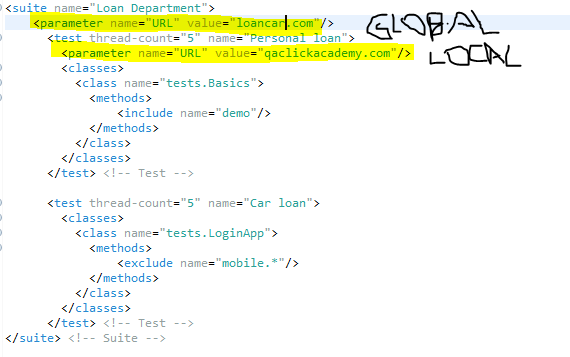 <suite name="Loan Department">
<parameter name="URL" value="loancar.com"/>
GLOBAL
<test thread-count="5" name="Personal loan">
<parameter name="URL" value="qaclickacademy.com"/>
LOCAL
<classes>
<class name="tests.Basics">
<methods>
<include name="demo"/>
</methods>
</class>
</classes>
</test> <!-- Test -->
<test thread-count="5" name="Car loan">
<classes>
<class name="tests.LoginApp">
<methods>
<exclude name="mobile.*"/>
</methods>
</class>
</classes>
</test> <!-- Test -->
</suite> <!-- Suite -->